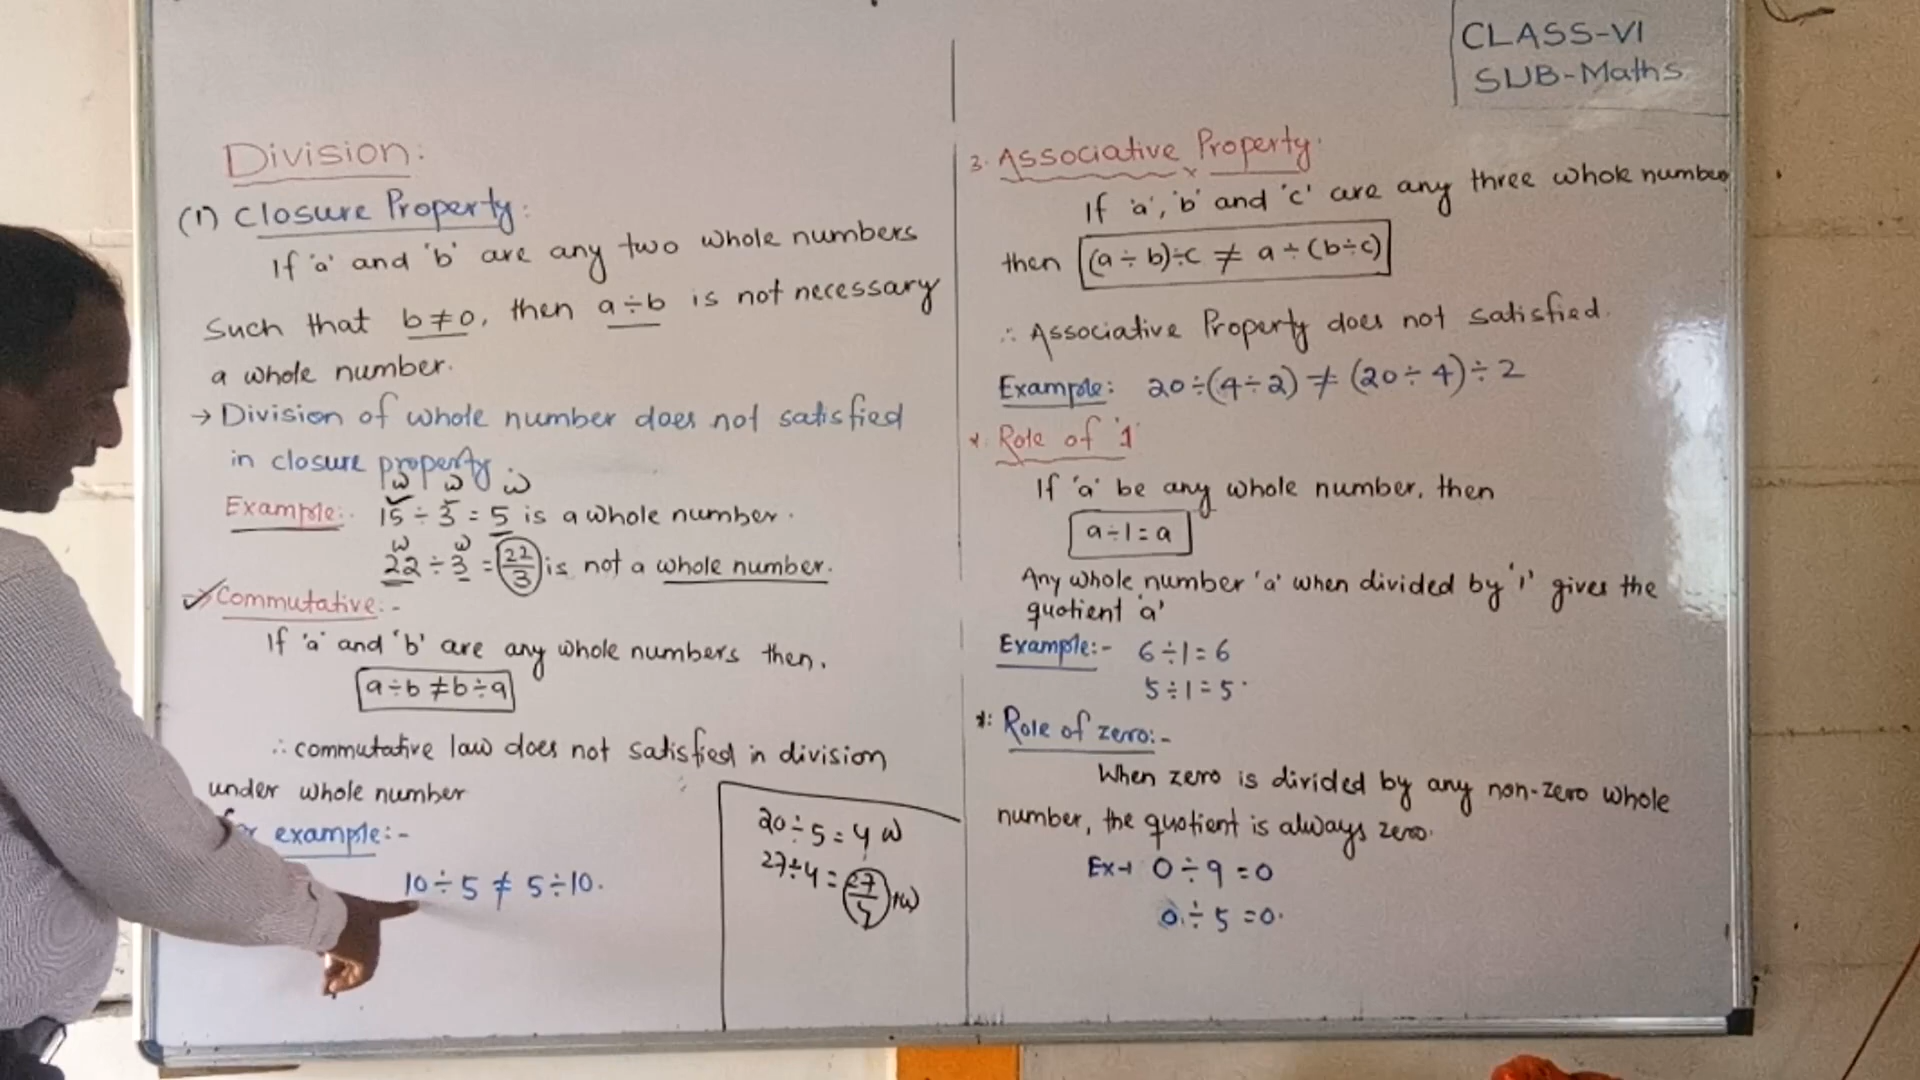 CLASS-VI
SUB-Maths
Division:
(1) Closure Property:
If 'a' and 'b' are any two whole numbers
Such that b≠0, then a÷b is not necessary
a whole number.
→ Division of whole number does not satisfied
in closure property
w w w
Example:. 15 ÷ 3 = 5 is a whole number.
w w
22 ÷ 3 = 22/3 is not a whole number.
Commutative:-
If 'a' and 'b' are any whole numbers then,
a÷b ≠ b÷a
∴ commutative law does not satisfied in division
under whole number
example:-
10 ÷ 5 ≠ 5 ÷ 10.
20 ÷ 5 = 4 w
27 ÷ 4 = 27/4
3. Associative Property:
If 'a', 'b' and 'c' are any three whole number
then (a ÷ b) ÷ c ≠ a ÷ (b ÷ c)
∴ Associative Property does not satisfied.
Example: 20 ÷ (4 ÷ 2) ≠ (20 ÷ 4) ÷ 2
*. Role of '1'
If 'a' be any whole number, then
a ÷ 1 = a
Any whole number 'a' when divided by '1' gives the
quotient 'a'
Example:- 6 ÷ 1 = 6
5 ÷ 1 = 5.
*: Role of zero:-
When zero is divided by any non-zero whole
number, the quotient is always zero.
Ex→ 0 ÷ 9 = 0
0 ÷ 5 = 0.